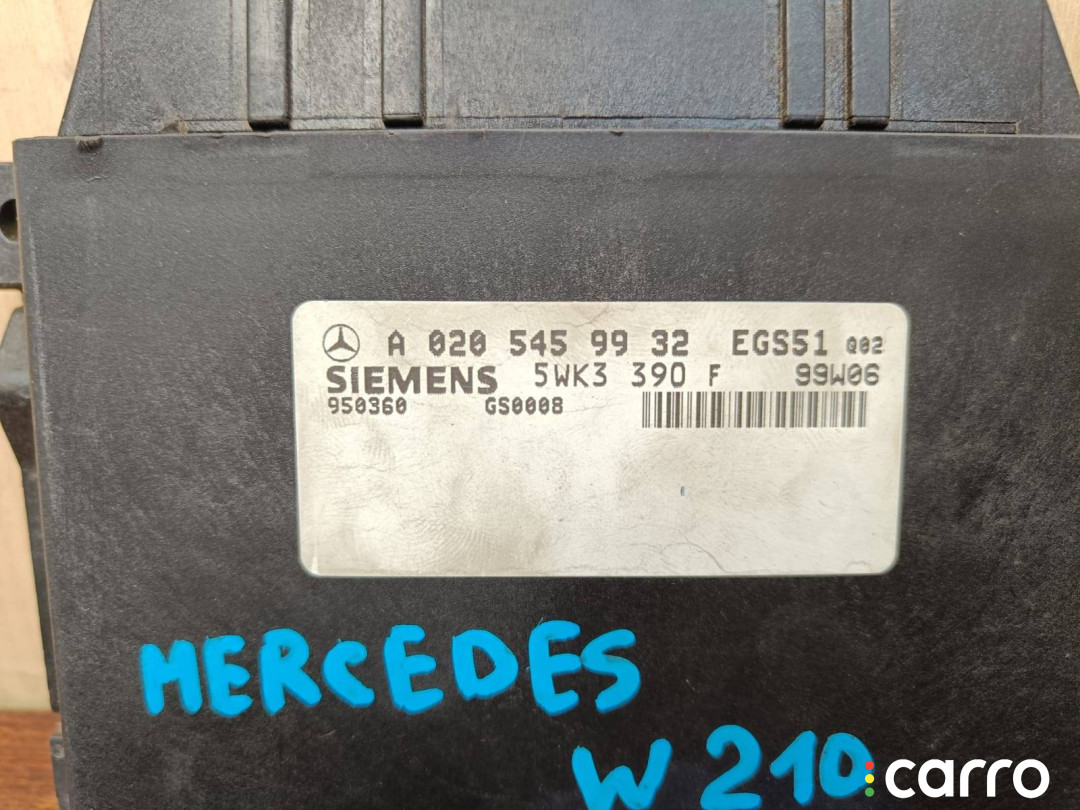 A 020 545 99 32 EGS51 Q02
SIEMENS 5WK3 390 F 99W06
950360 GS0008
MERCEDES
W 210
carro